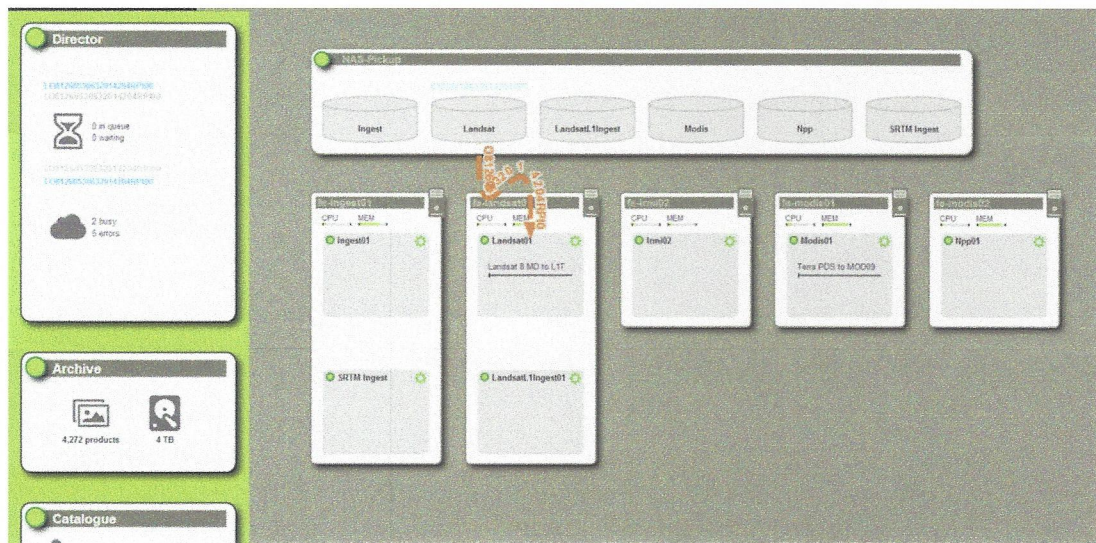 Director
0 in queue
0 waiting
2 busy
5 errors
Archive
4,272 products
4 TB
Catalogue
NAS-Pickup
Ingest
Landsat
LandsatL1Ingest
Modis
Npp
SRTM Ingest
fs-ingest01
CPU MEM
Ingest01
SRTM Ingest
fs-landsat01
CPU MEM
Landsat01
Landsat 8 MD to L1T
LandsatL1Ingest01
fs-inmi02
CPU MEM
Inmi02
fs-modis01
CPU MEM
Modis01
Terra PDS to MOD09
fs-modis02
CPU MEM
Npp01